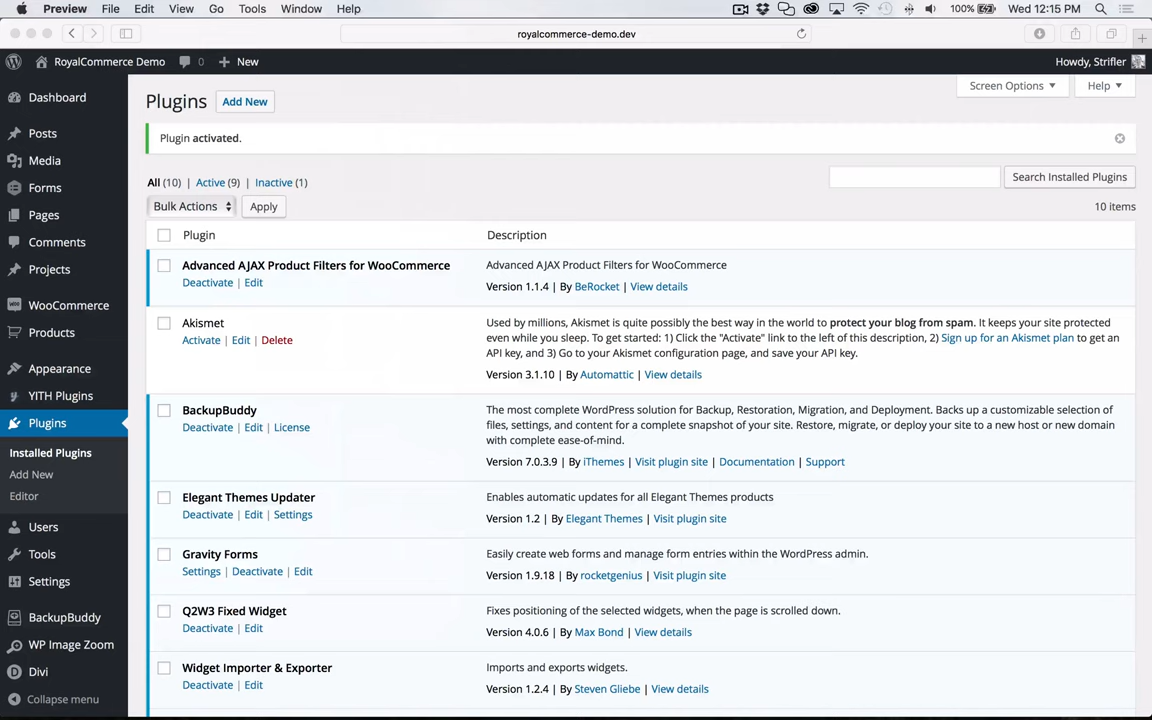 Preview File Edit View Go Tools Window Help 100% Wed 12:15 PM
royalcommerce-demo.dev
RoyalCommerce Demo 0 New Howdy, Strifler
Screen Options Help
Plugins Add New
Plugin activated.
All (10) | Active (9) | Inactive (1)
Search Installed Plugins
Bulk Actions Apply 10 items
Plugin Description
Advanced AJAX Product Filters for WooCommerce Advanced AJAX Product Filters for WooCommerce
Deactivate | Edit Version 1.1.4 | By BeRocket | View details
Akismet Used by millions, Akismet is quite possibly the best way in the world to protect your blog from spam. It keeps your site protected
Activate | Edit | Delete even while you sleep. To get started: 1) Click the "Activate" link to the left of this description, 2) Sign up for an Akismet plan to get an
API key, and 3) Go to your Akismet configuration page, and save your API key.
Version 3.1.10 | By Automattic | View details
BackupBuddy The most complete WordPress solution for Backup, Restoration, Migration, and Deployment. Backs up a customizable selection of
Deactivate | Edit | License files, settings, and content for a complete snapshot of your site. Restore, migrate, or deploy your site to a new host or new domain
with complete ease-of-mind.
Version 7.0.3.9 | By iThemes | Visit plugin site | Documentation | Support
Elegant Themes Updater Enables automatic updates for all Elegant Themes products
Deactivate | Edit | Settings Version 1.2 | By Elegant Themes | Visit plugin site
Gravity Forms Easily create web forms and manage form entries within the WordPress admin.
Settings | Deactivate | Edit Version 1.9.18 | By rocketgenius | Visit plugin site
Q2W3 Fixed Widget Fixes positioning of the selected widgets, when the page is scrolled down.
Deactivate | Edit Version 4.0.6 | By Max Bond | View details
Widget Importer & Exporter Imports and exports widgets.
Deactivate | Edit Version 1.2.4 | By Steven Gliebe | View details
Dashboard
Posts
Media
Forms
Pages
Comments
Projects
WooCommerce
Products
Appearance
YITH Plugins
Plugins
Installed Plugins
Add New
Editor
Users
Tools
Settings
BackupBuddy
WP Image Zoom
Divi
Collapse menu